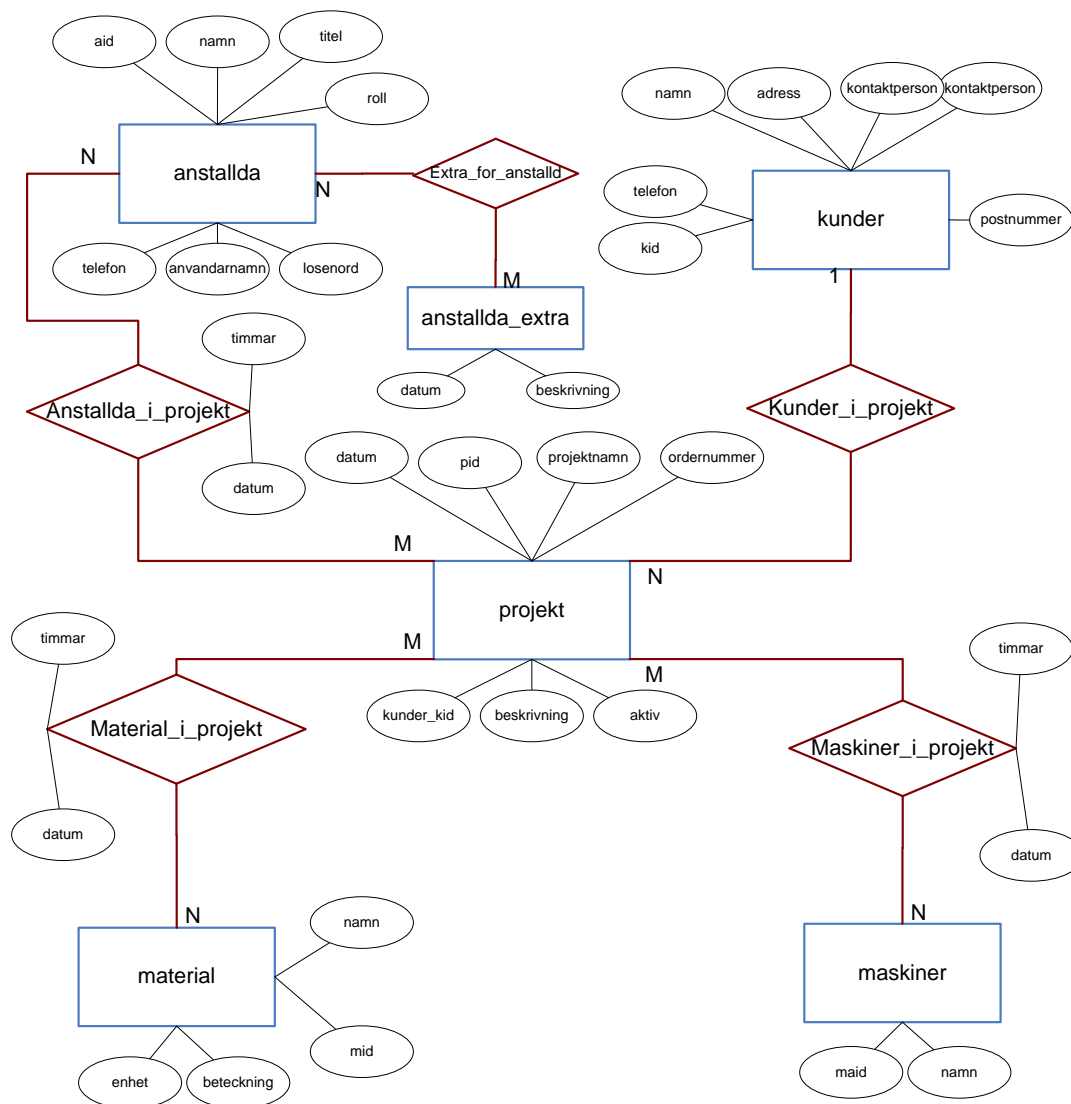 aid
namn
titel
roll
anstallda
N
N
Extra_for_anstalld
telefon
anvandarnamn
losenord
M
anstallda_extra
datum
beskrivning
namn
adress
kontaktperson
kontaktperson
telefon
kid
kunder
postnummer
1
timmar
Anstallda_i_projekt
datum
Kunder_i_projekt
datum
pid
projektnamn
ordernummer
M
N
projekt
M
M
kunder_kid
beskrivning
aktiv
timmar
Material_i_projekt
datum
timmar
Maskiner_i_projekt
datum
N
material
namn
mid
enhet
beteckning
N
maskiner
maid
namn